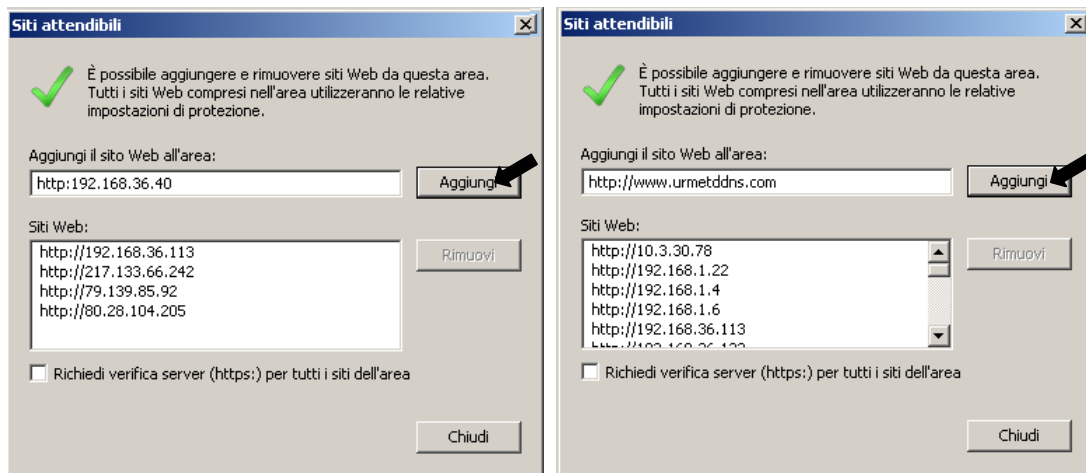 Siti attendibili
È possibile aggiungere e rimuovere siti Web da questa area.
Tutti i siti Web compresi nell'area utilizzeranno le relative
impostazioni di protezione.
Aggiungi il sito Web all'area:
http:192.168.36.40
Aggiungi
Siti Web:
http://192.168.36.113
http://217.133.66.242
http://79.139.85.92
http://80.28.104.205
Rimuovi
Richiedi verifica server (https:) per tutti i siti dell'area
Chiudi
Siti attendibili
È possibile aggiungere e rimuovere siti Web da questa area.
Tutti i siti Web compresi nell'area utilizzeranno le relative
impostazioni di protezione.
Aggiungi il sito Web all'area:
http://www.urmetddns.com
Aggiungi
Siti Web:
http://10.3.30.78
http://192.168.1.22
http://192.168.1.4
http://192.168.1.6
http://192.168.36.113
Rimuovi
Richiedi verifica server (https:) per tutti i siti dell'area
Chiudi